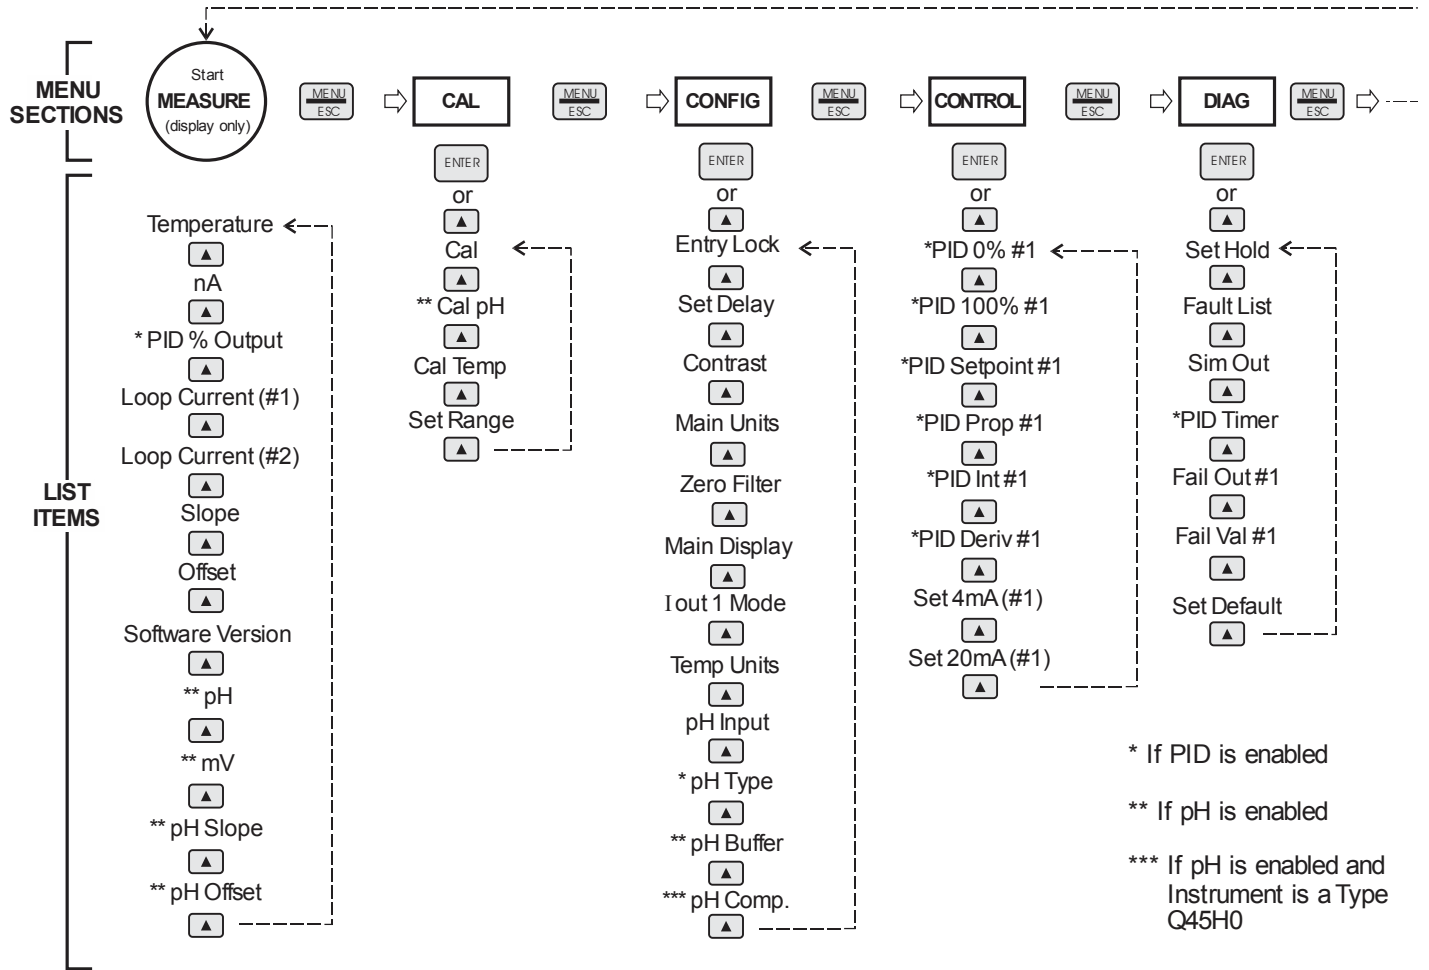 MENU
SECTIONS
Start
MEASURE
(display only)
MENU
ESC
CAL
MENU
ESC
CONFIG
MENU
ESC
CONTROL
MENU
ESC
DIAG
MENU
ESC
LIST
ITEMS
Temperature
nA
* PID % Output
Loop Current (#1)
Loop Current (#2)
Slope
Offset
Software Version
** pH
** mV
** pH Slope
** pH Offset
ENTER
or
Cal
** Cal pH
Cal Temp
Set Range
ENTER
or
Entry Lock
Set Delay
Contrast
Main Units
Zero Filter
Main Display
I out 1 Mode
Temp Units
pH Input
* pH Type
** pH Buffer
*** pH Comp.
ENTER
or
*PID 0% #1
*PID 100% #1
*PID Setpoint #1
*PID Prop #1
*PID Int #1
*PID Deriv #1
Set 4mA (#1)
Set 20mA (#1)
ENTER
or
Set Hold
Fault List
Sim Out
*PID Timer
Fail Out #1
Fail Val #1
Set Default
* If PID is enabled
** If pH is enabled
*** If pH is enabled and
Instrument is a Type
Q45H0